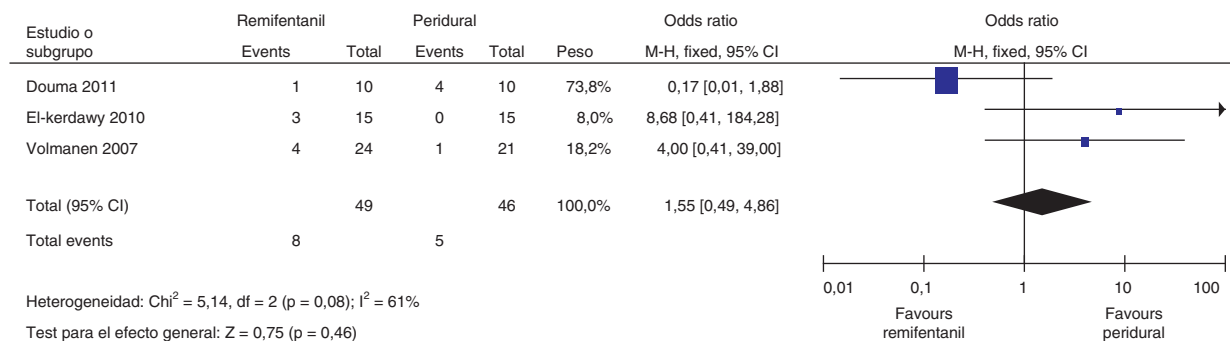 Remifentanil Peridural Odds ratio Odds ratio
Estudio o
subgrupo Events Total Events Total Peso M-H, fixed, 95% CI M-H, fixed, 95% CI
Douma 2011 1 10 4 10 73,8% 0,17 [0,01, 1,88]
El-kerdawy 2010 3 15 0 15 8,0% 8,68 [0,41, 184,28]
Volmanen 2007 4 24 1 21 18,2% 4,00 [0,41, 39,00]
Total (95% CI) 49 46 100,0% 1,55 [0,49, 4,86]
Total events 8 5
0,01 0,1 1 10 100
Heterogeneidad: Chi² = 5,14, df = 2 (p = 0,08); I² = 61%
Favours Favours
remifentanil peridural
Test para el efecto general: Z = 0,75 (p = 0,46)